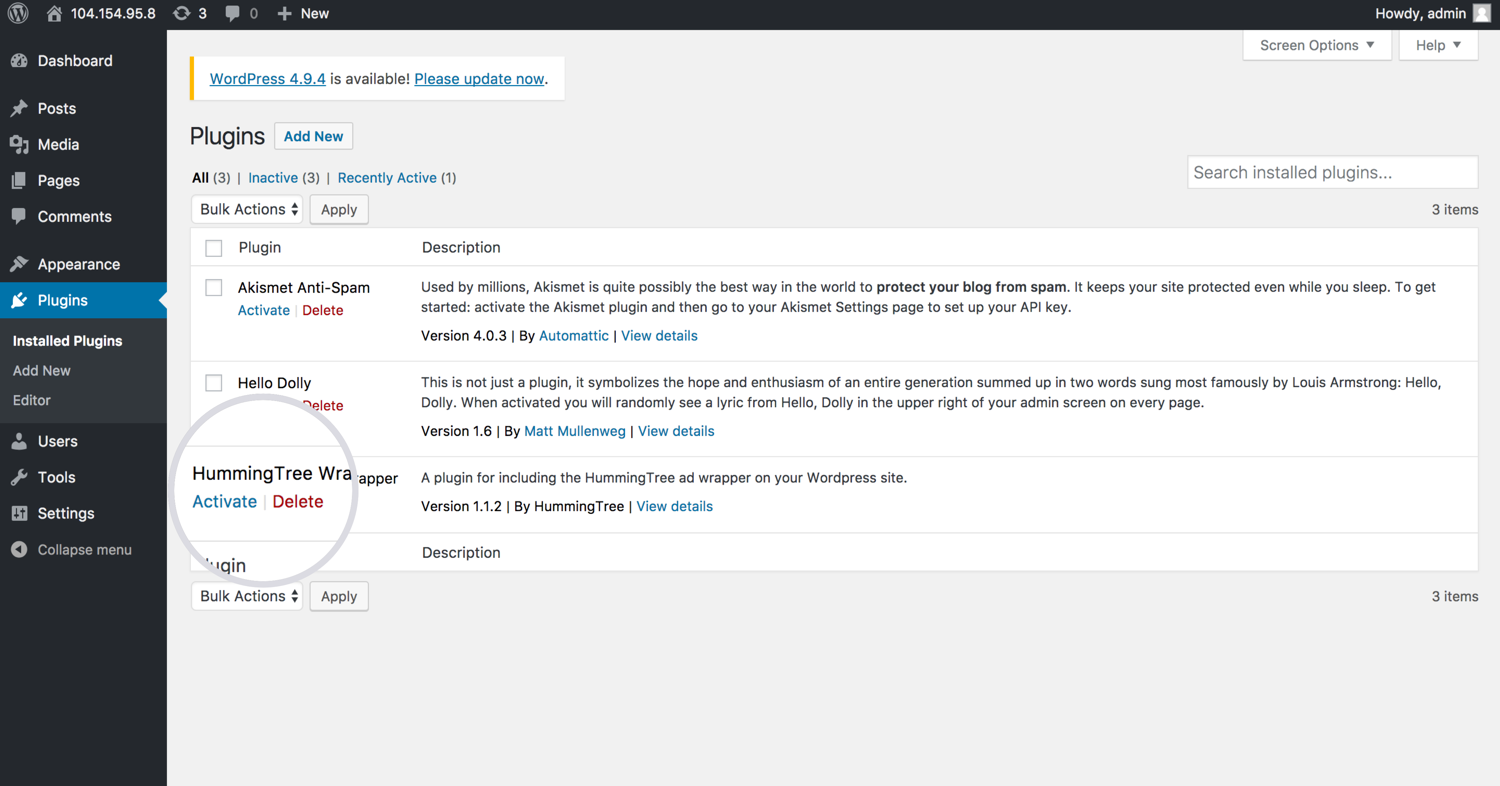 104.154.95.8 3 0 New Howdy, admin
Screen Options Help
Dashboard
Posts
Media
Pages
Comments
Appearance
Plugins
Installed Plugins
Add New
Editor
Users
Tools
Settings
Collapse menu
WordPress 4.9.4 is available! Please update now.
Plugins Add New
All (3) | Inactive (3) | Recently Active (1)
Search installed plugins...
Bulk Actions Apply
3 items
Plugin Description
Akismet Anti-Spam
Activate | Delete
Used by millions, Akismet is quite possibly the best way in the world to protect your blog from spam. It keeps your site protected even while you sleep. To get
started: activate the Akismet plugin and then go to your Akismet Settings page to set up your API key.
Version 4.0.3 | By Automattic | View details
Hello Dolly
Delete
This is not just a plugin, it symbolizes the hope and enthusiasm of an entire generation summed up in two words sung most famously by Louis Armstrong: Hello,
Dolly. When activated you will randomly see a lyric from Hello, Dolly in the upper right of your admin screen on every page.
Version 1.6 | By Matt Mullenweg | View details
HummingTree Wrapper
Activate | Delete
A plugin for including the HummingTree ad wrapper on your Wordpress site.
Version 1.1.2 | By HummingTree | View details
Plugin Description
Bulk Actions Apply
3 items